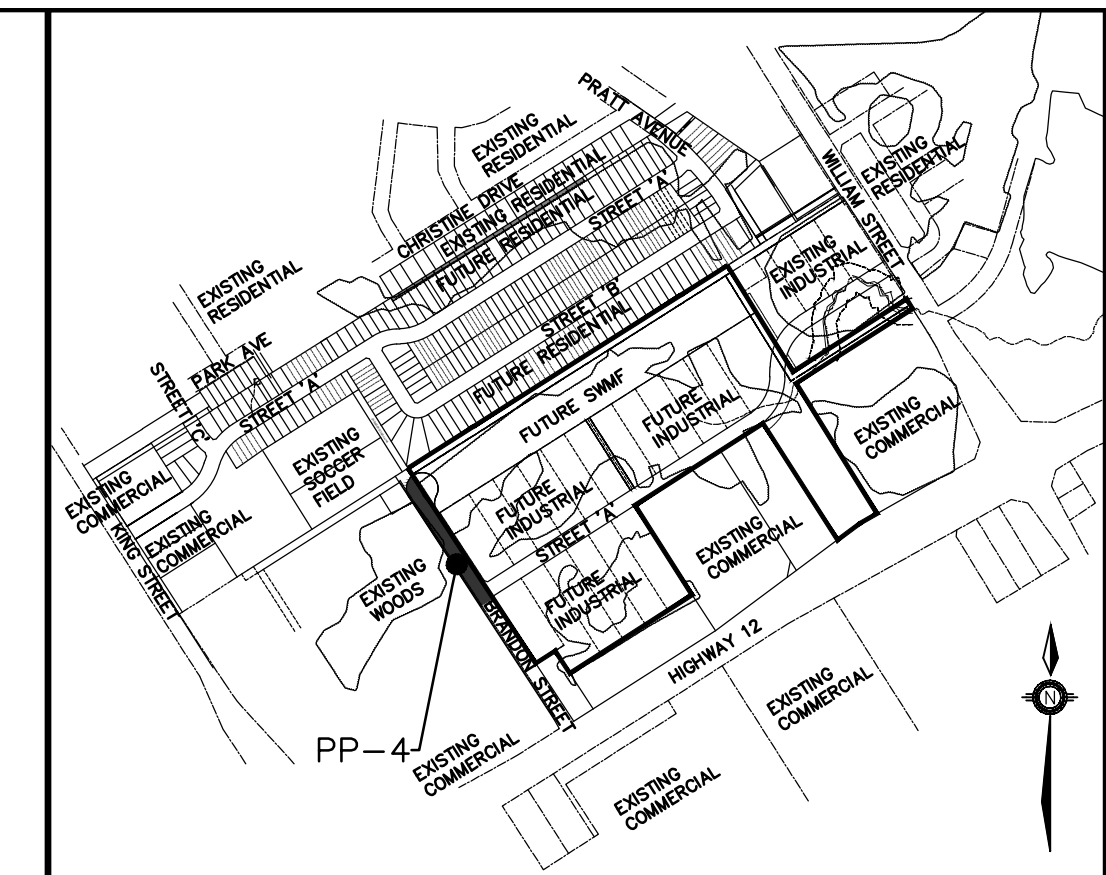 PRATT AVENUE
EXISTING
RESIDENTIAL
CHRISTINE DRIVE
EXISTING RESIDENTIAL
FUTURE RESIDENTIAL
STREET 'A'
WILLIAM STREET
EXISTING
RESIDENTIAL
EXISTING
RESIDENTIAL
EXISTING
INDUSTRIAL
STREET 'B'
FUTURE RESIDENTIAL
PARK AVE
STREET 'C'
STREET 'A'
FUTURE SWMF
FUTURE
INDUSTRIAL
EXISTING
COMMERCIAL
EXISTING
SOCCER
FIELD
EXISTING
COMMERCIAL
EXISTING
COMMERCIAL
KING STREET
FUTURE
INDUSTRIAL
STREET 'A'
EXISTING
COMMERCIAL
EXISTING
WOODS
FUTURE
INDUSTRIAL
BRANDON STREET
HIGHWAY 12
EXISTING
COMMERCIAL
N
PP-4
EXISTING
COMMERCIAL
EXISTING
COMMERCIAL